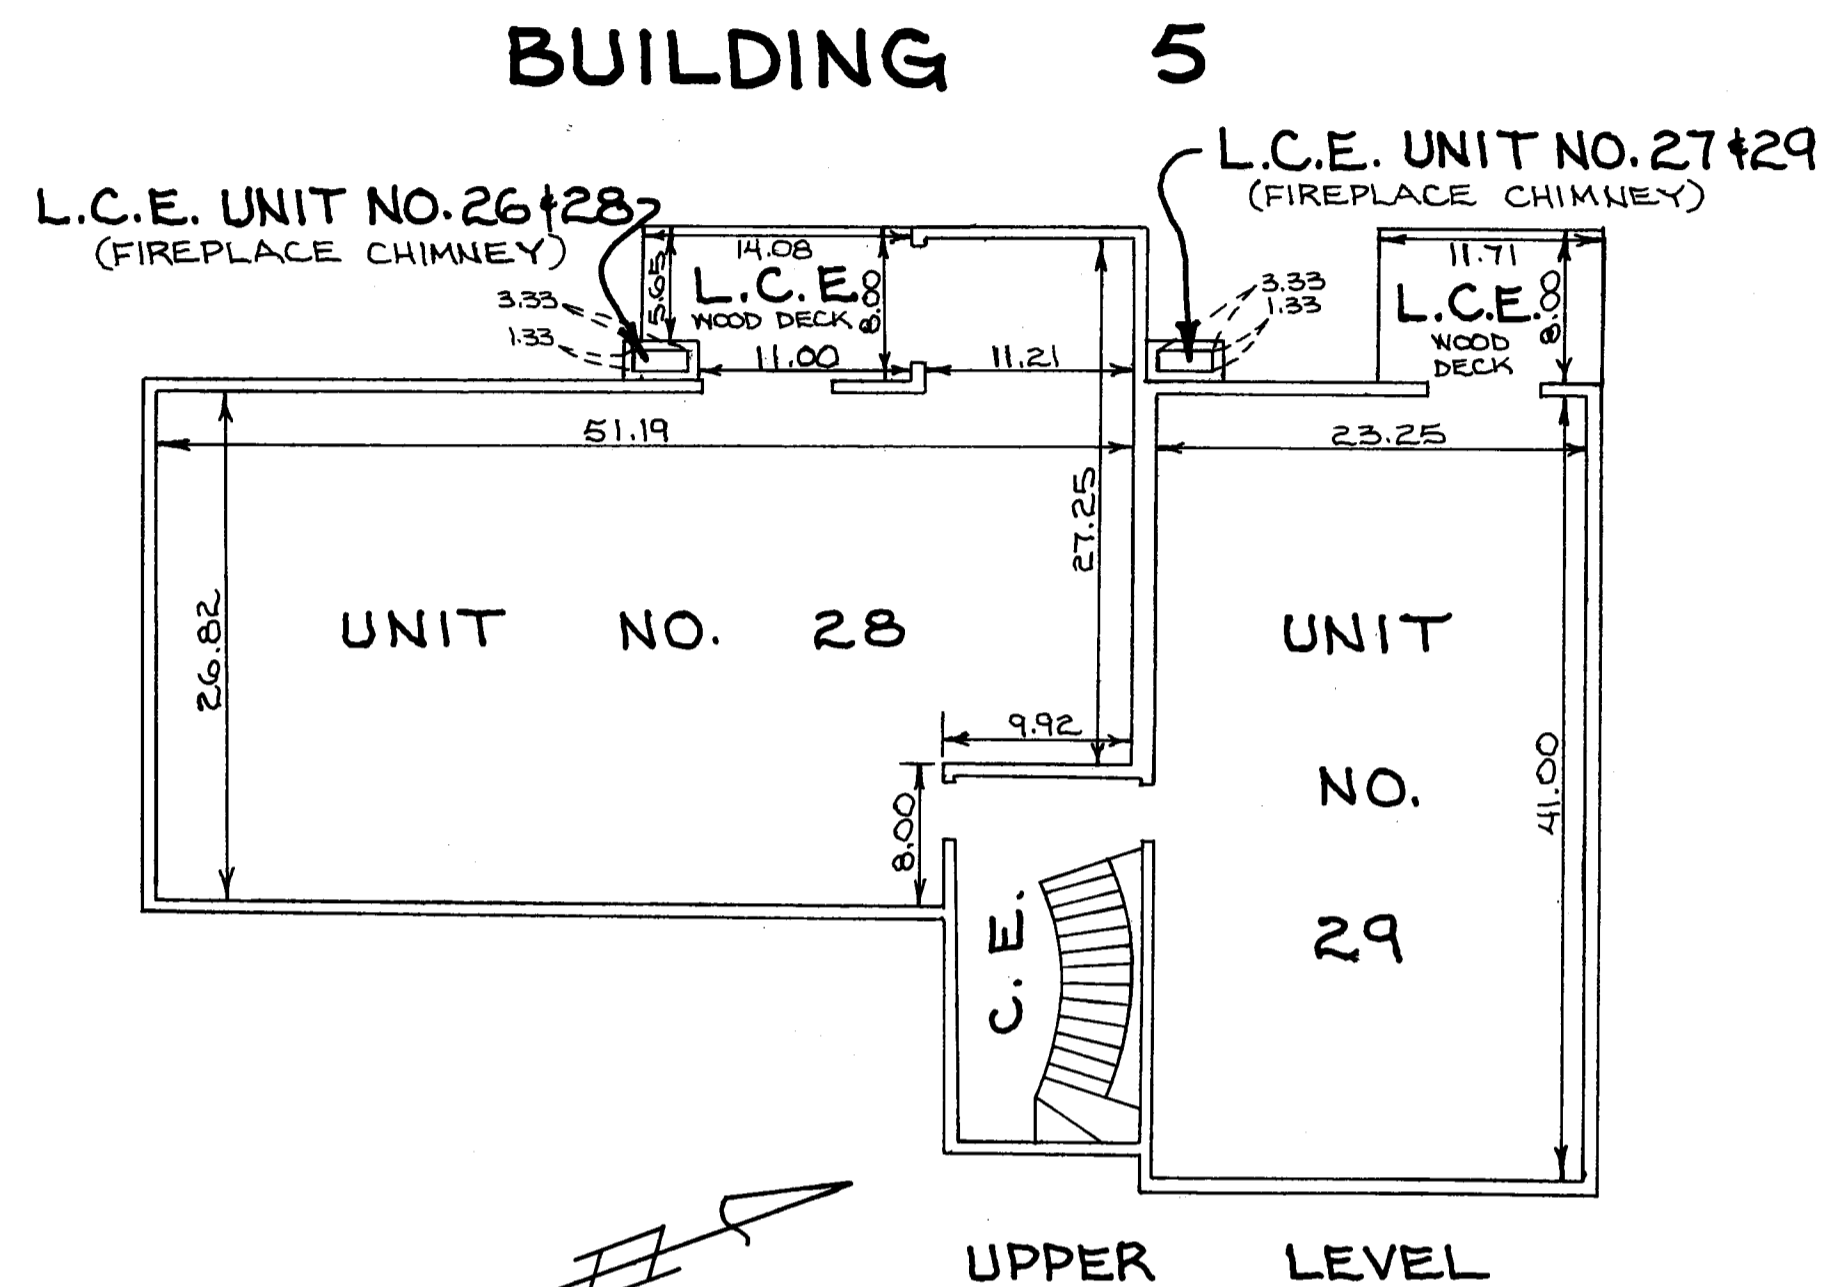 BUILDING 5
L.C.E. UNIT NO. 27 & 29
(FIREPLACE CHIMNEY)
L.C.E. UNIT NO. 26 & 28
(FIREPLACE CHIMNEY)
14.08
11.71
5.65
L.C.E.
WOOD DECK
8.00
3.33
1.33
3.33
1.33
L.C.E.
WOOD
DECK
8.00
11.00
11.21
51.19
23.25
27.25
26.82
UNIT NO. 28
UNIT
NO.
29
9.92
8.00
41.00
C.E.
UPPER LEVEL